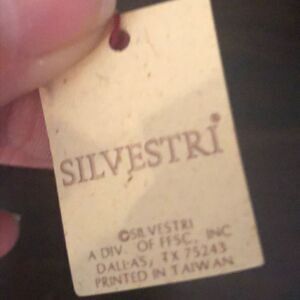 SILVESTRI
©SILVESTRI
A DIV. OF FFSC, INC
DALLAS, TX 75243
PRINTED IN TAIWAN